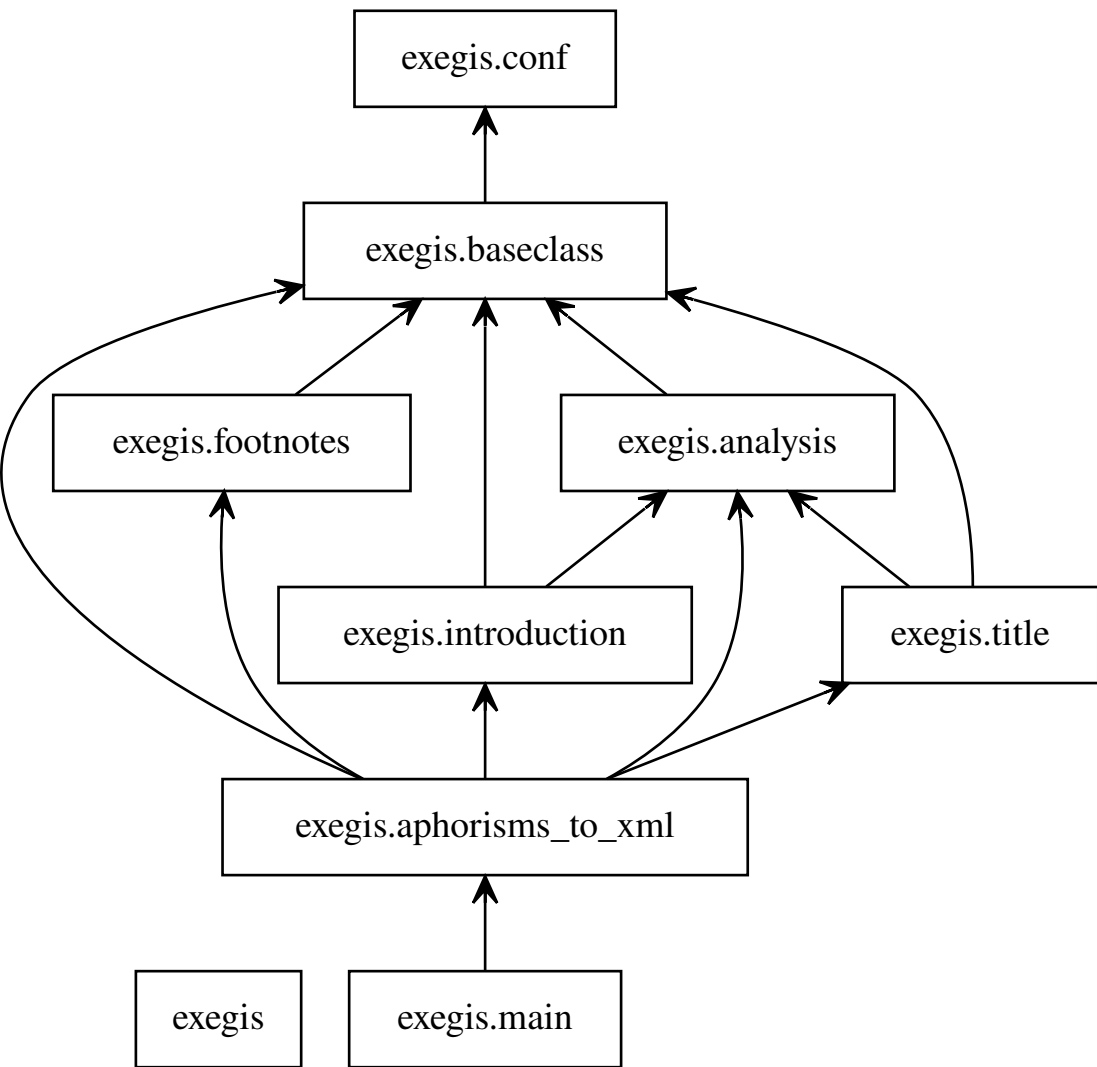 exegis.conf
exegis.baseclass
exegis.footnotes
exegis.analysis
exegis.introduction
exegis.title
exegis.aphorisms_to_xml
exegis
exegis.main